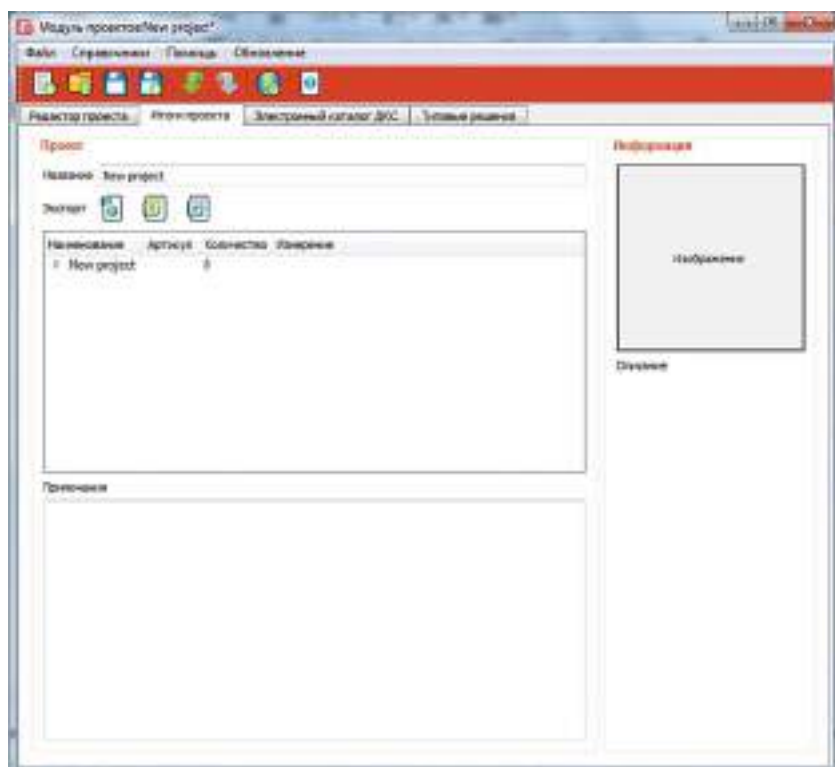 Модуль проектов New project*
Файл Справочники Помощь Обновление
Редактор проекта Итоги проекта Электронный каталог ДКС Типовые решения
Проект
Информация
Название New project
Экспорт
Наименование Артикул Количество Измерение
New project
Изображение
Описание
Примечания